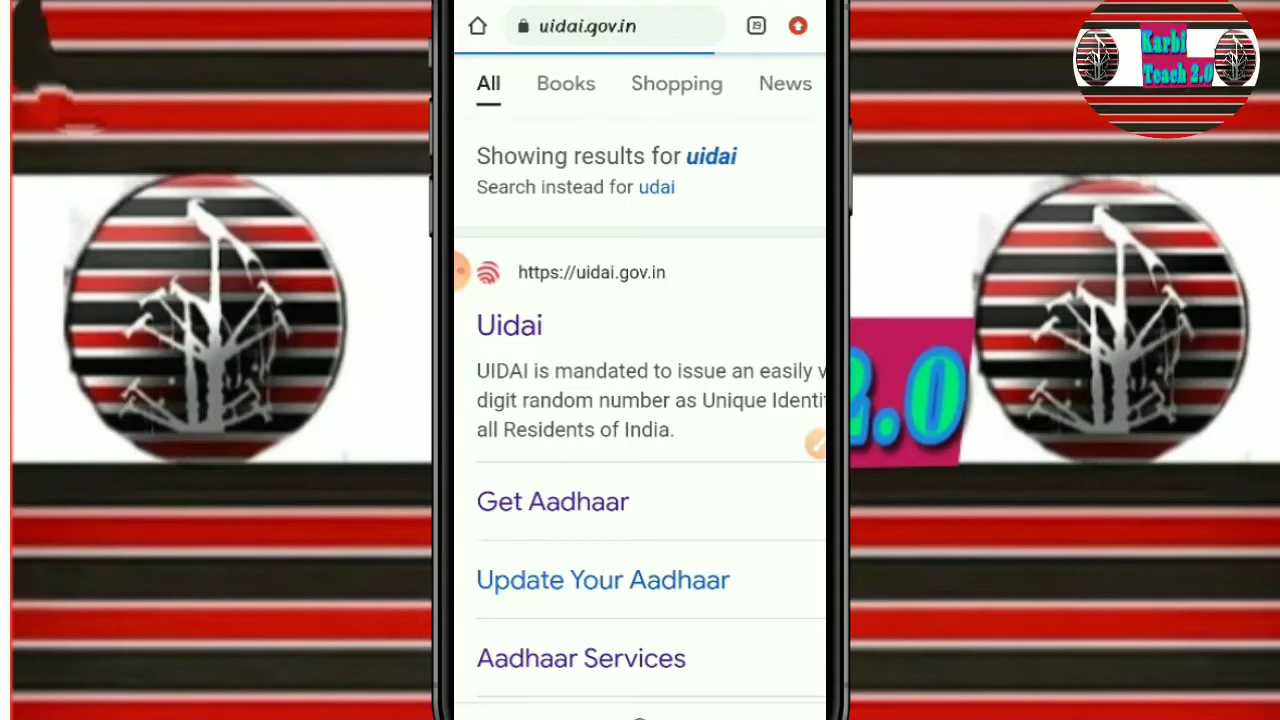 uidai.gov.in
19
All Books Shopping News
Showing results for uidai
Search instead for udai
https://uidai.gov.in
Uidai
UIDAI is mandated to issue an easily v
digit random number as Unique Identit
all Residents of India.
Get Aadhaar
Update Your Aadhaar
Aadhaar Services
Karbi
Teach 2.0
2.0